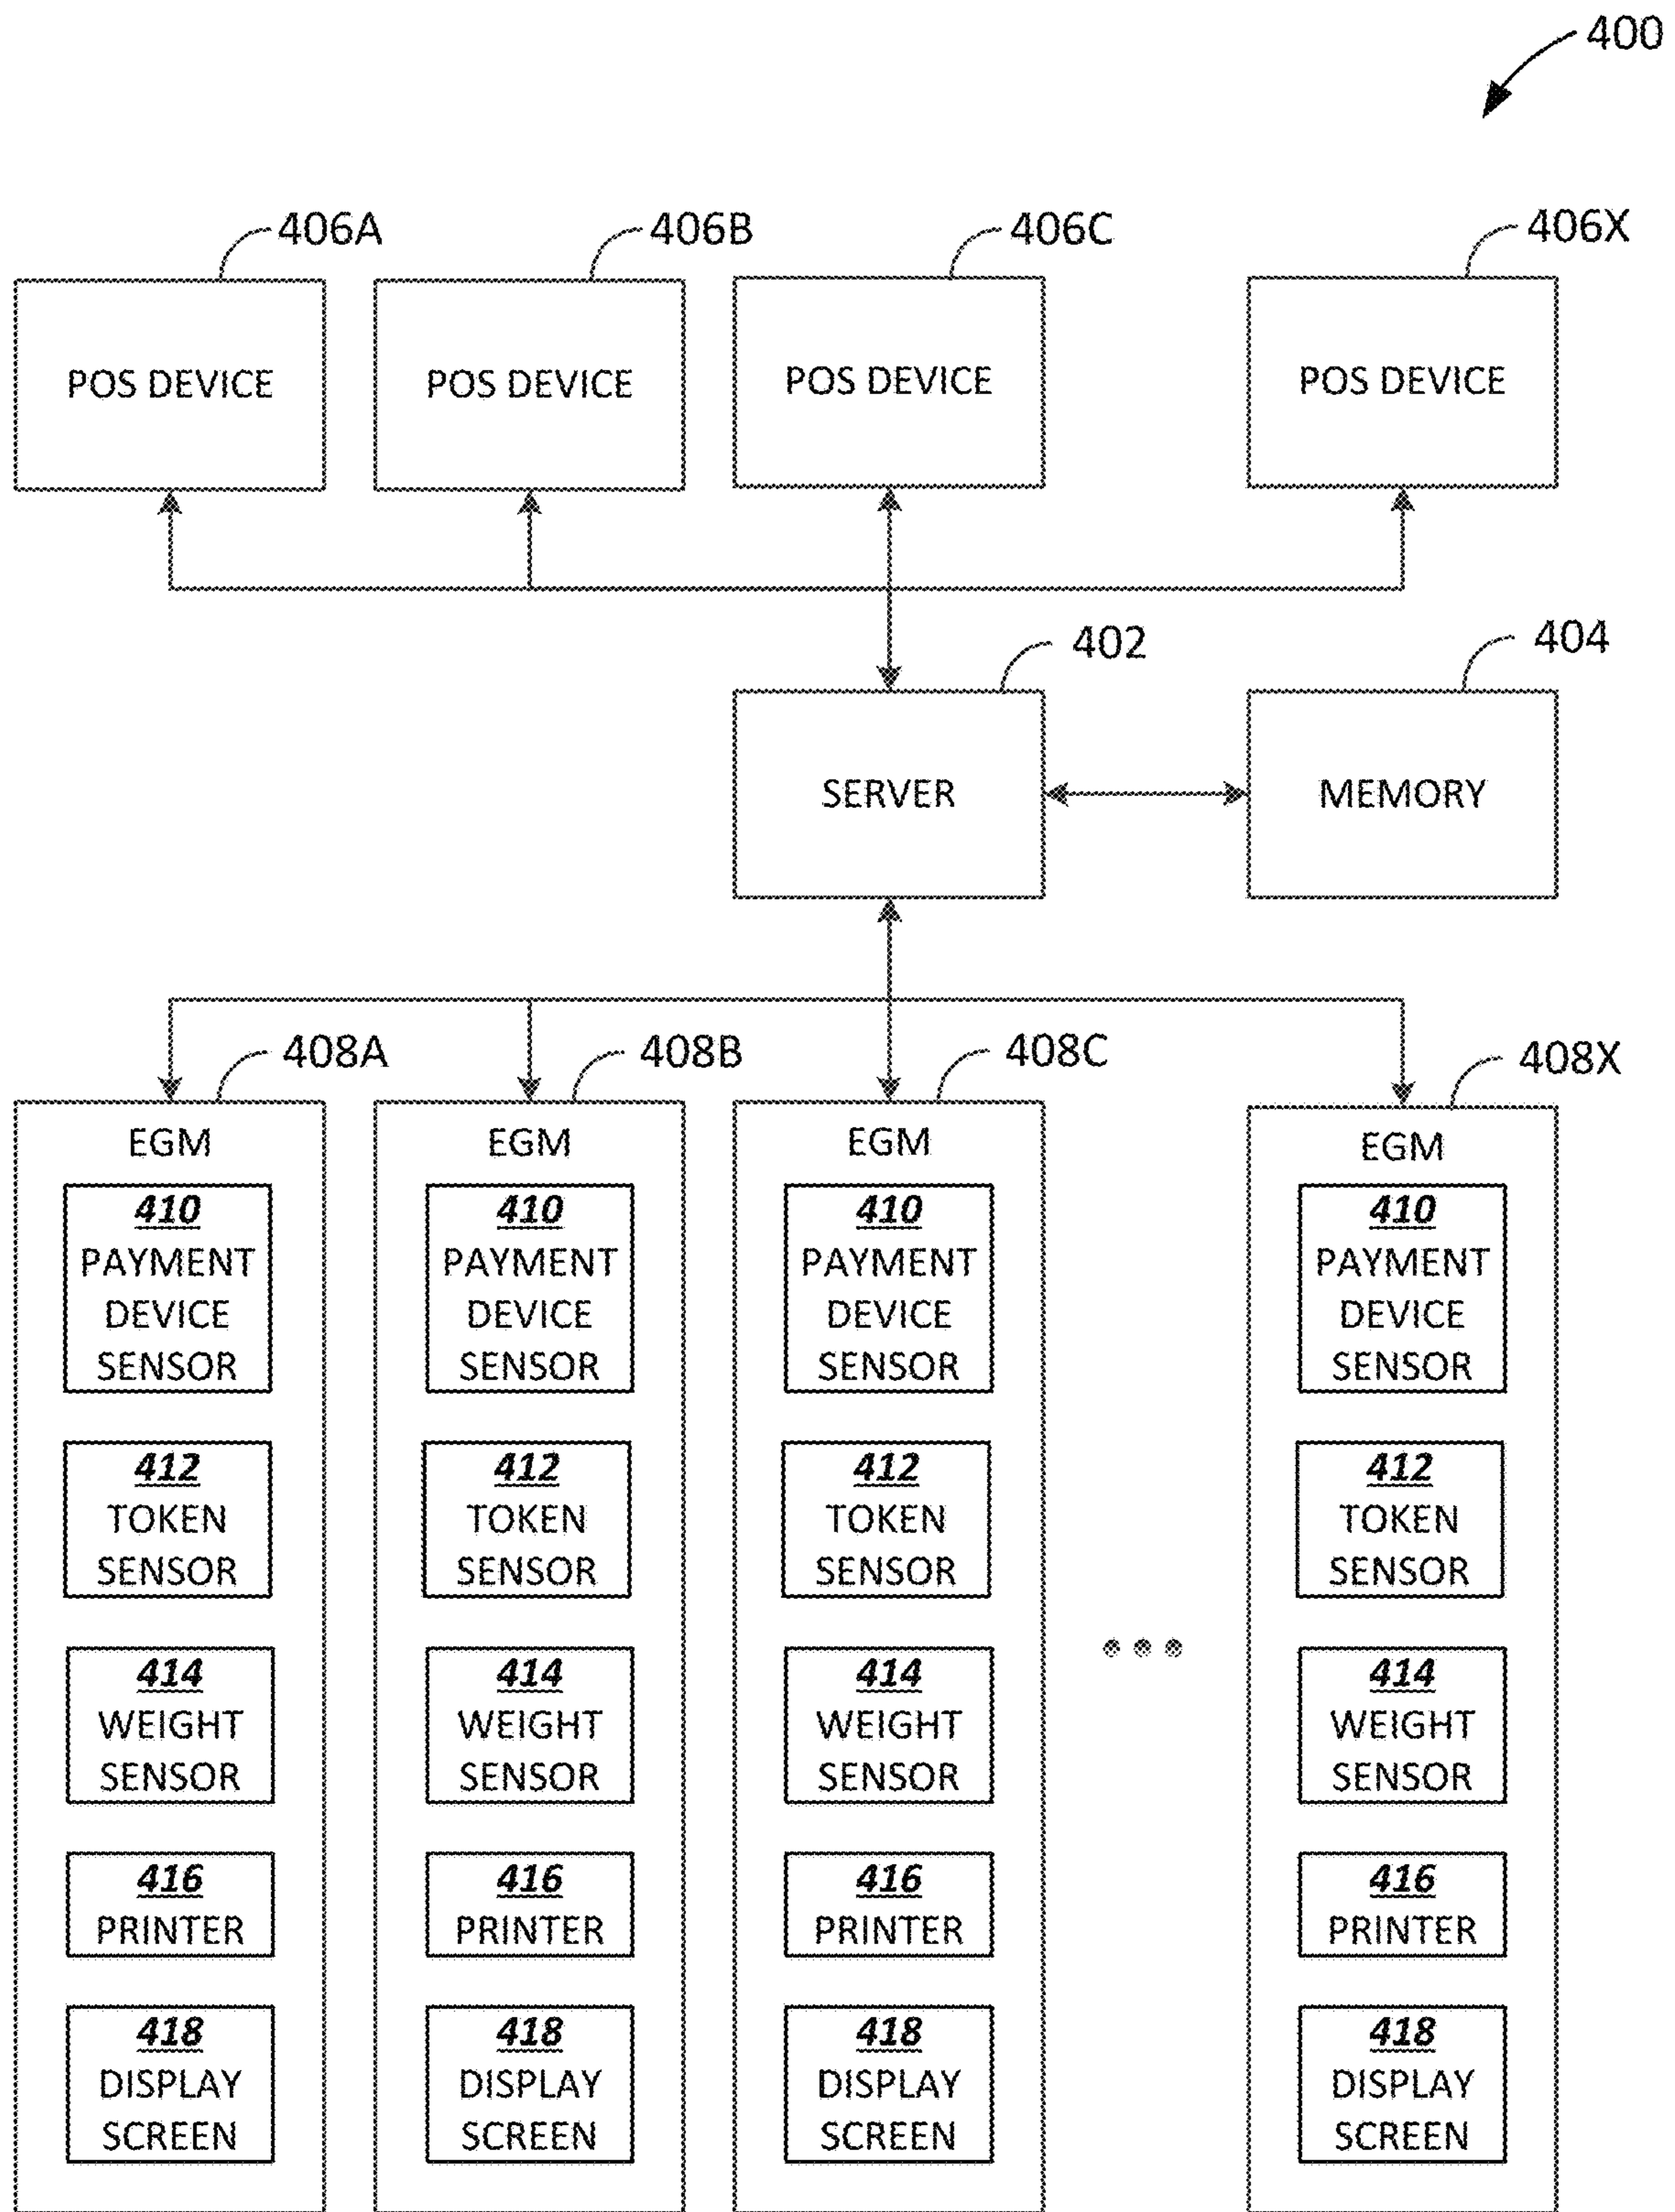 400
406A
406B
406C
406X
POS DEVICE
POS DEVICE
POS DEVICE
POS DEVICE
402
404
SERVER
MEMORY
408A
408B
408C
408X
EGM
410
PAYMENT
DEVICE
SENSOR
412
TOKEN
SENSOR
414
WEIGHT
SENSOR
416
PRINTER
418
DISPLAY
SCREEN
EGM
410
PAYMENT
DEVICE
SENSOR
412
TOKEN
SENSOR
414
WEIGHT
SENSOR
416
PRINTER
418
DISPLAY
SCREEN
EGM
410
PAYMENT
DEVICE
SENSOR
412
TOKEN
SENSOR
414
WEIGHT
SENSOR
416
PRINTER
418
DISPLAY
SCREEN
EGM
410
PAYMENT
DEVICE
SENSOR
412
TOKEN
SENSOR
414
WEIGHT
SENSOR
416
PRINTER
418
DISPLAY
SCREEN